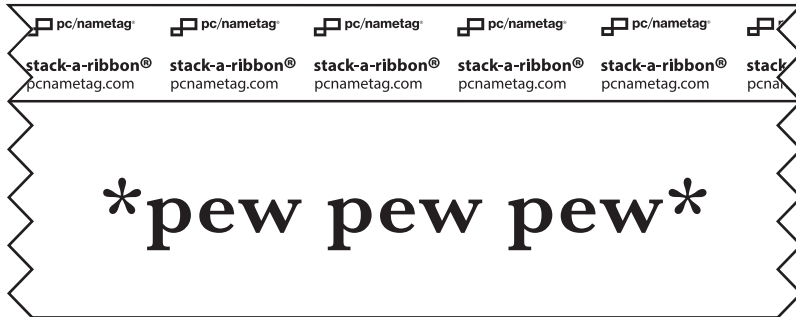 pc/nametag® pc/nametag® pc/nametag® pc/nametag® pc/nametag®
stack-a-ribbon® stack-a-ribbon® stack-a-ribbon® stack-a-ribbon® stack-a-ribbon® stack
pcnametag.com pcnametag.com pcnametag.com pcnametag.com pcnametag.com
*pew pew pew*